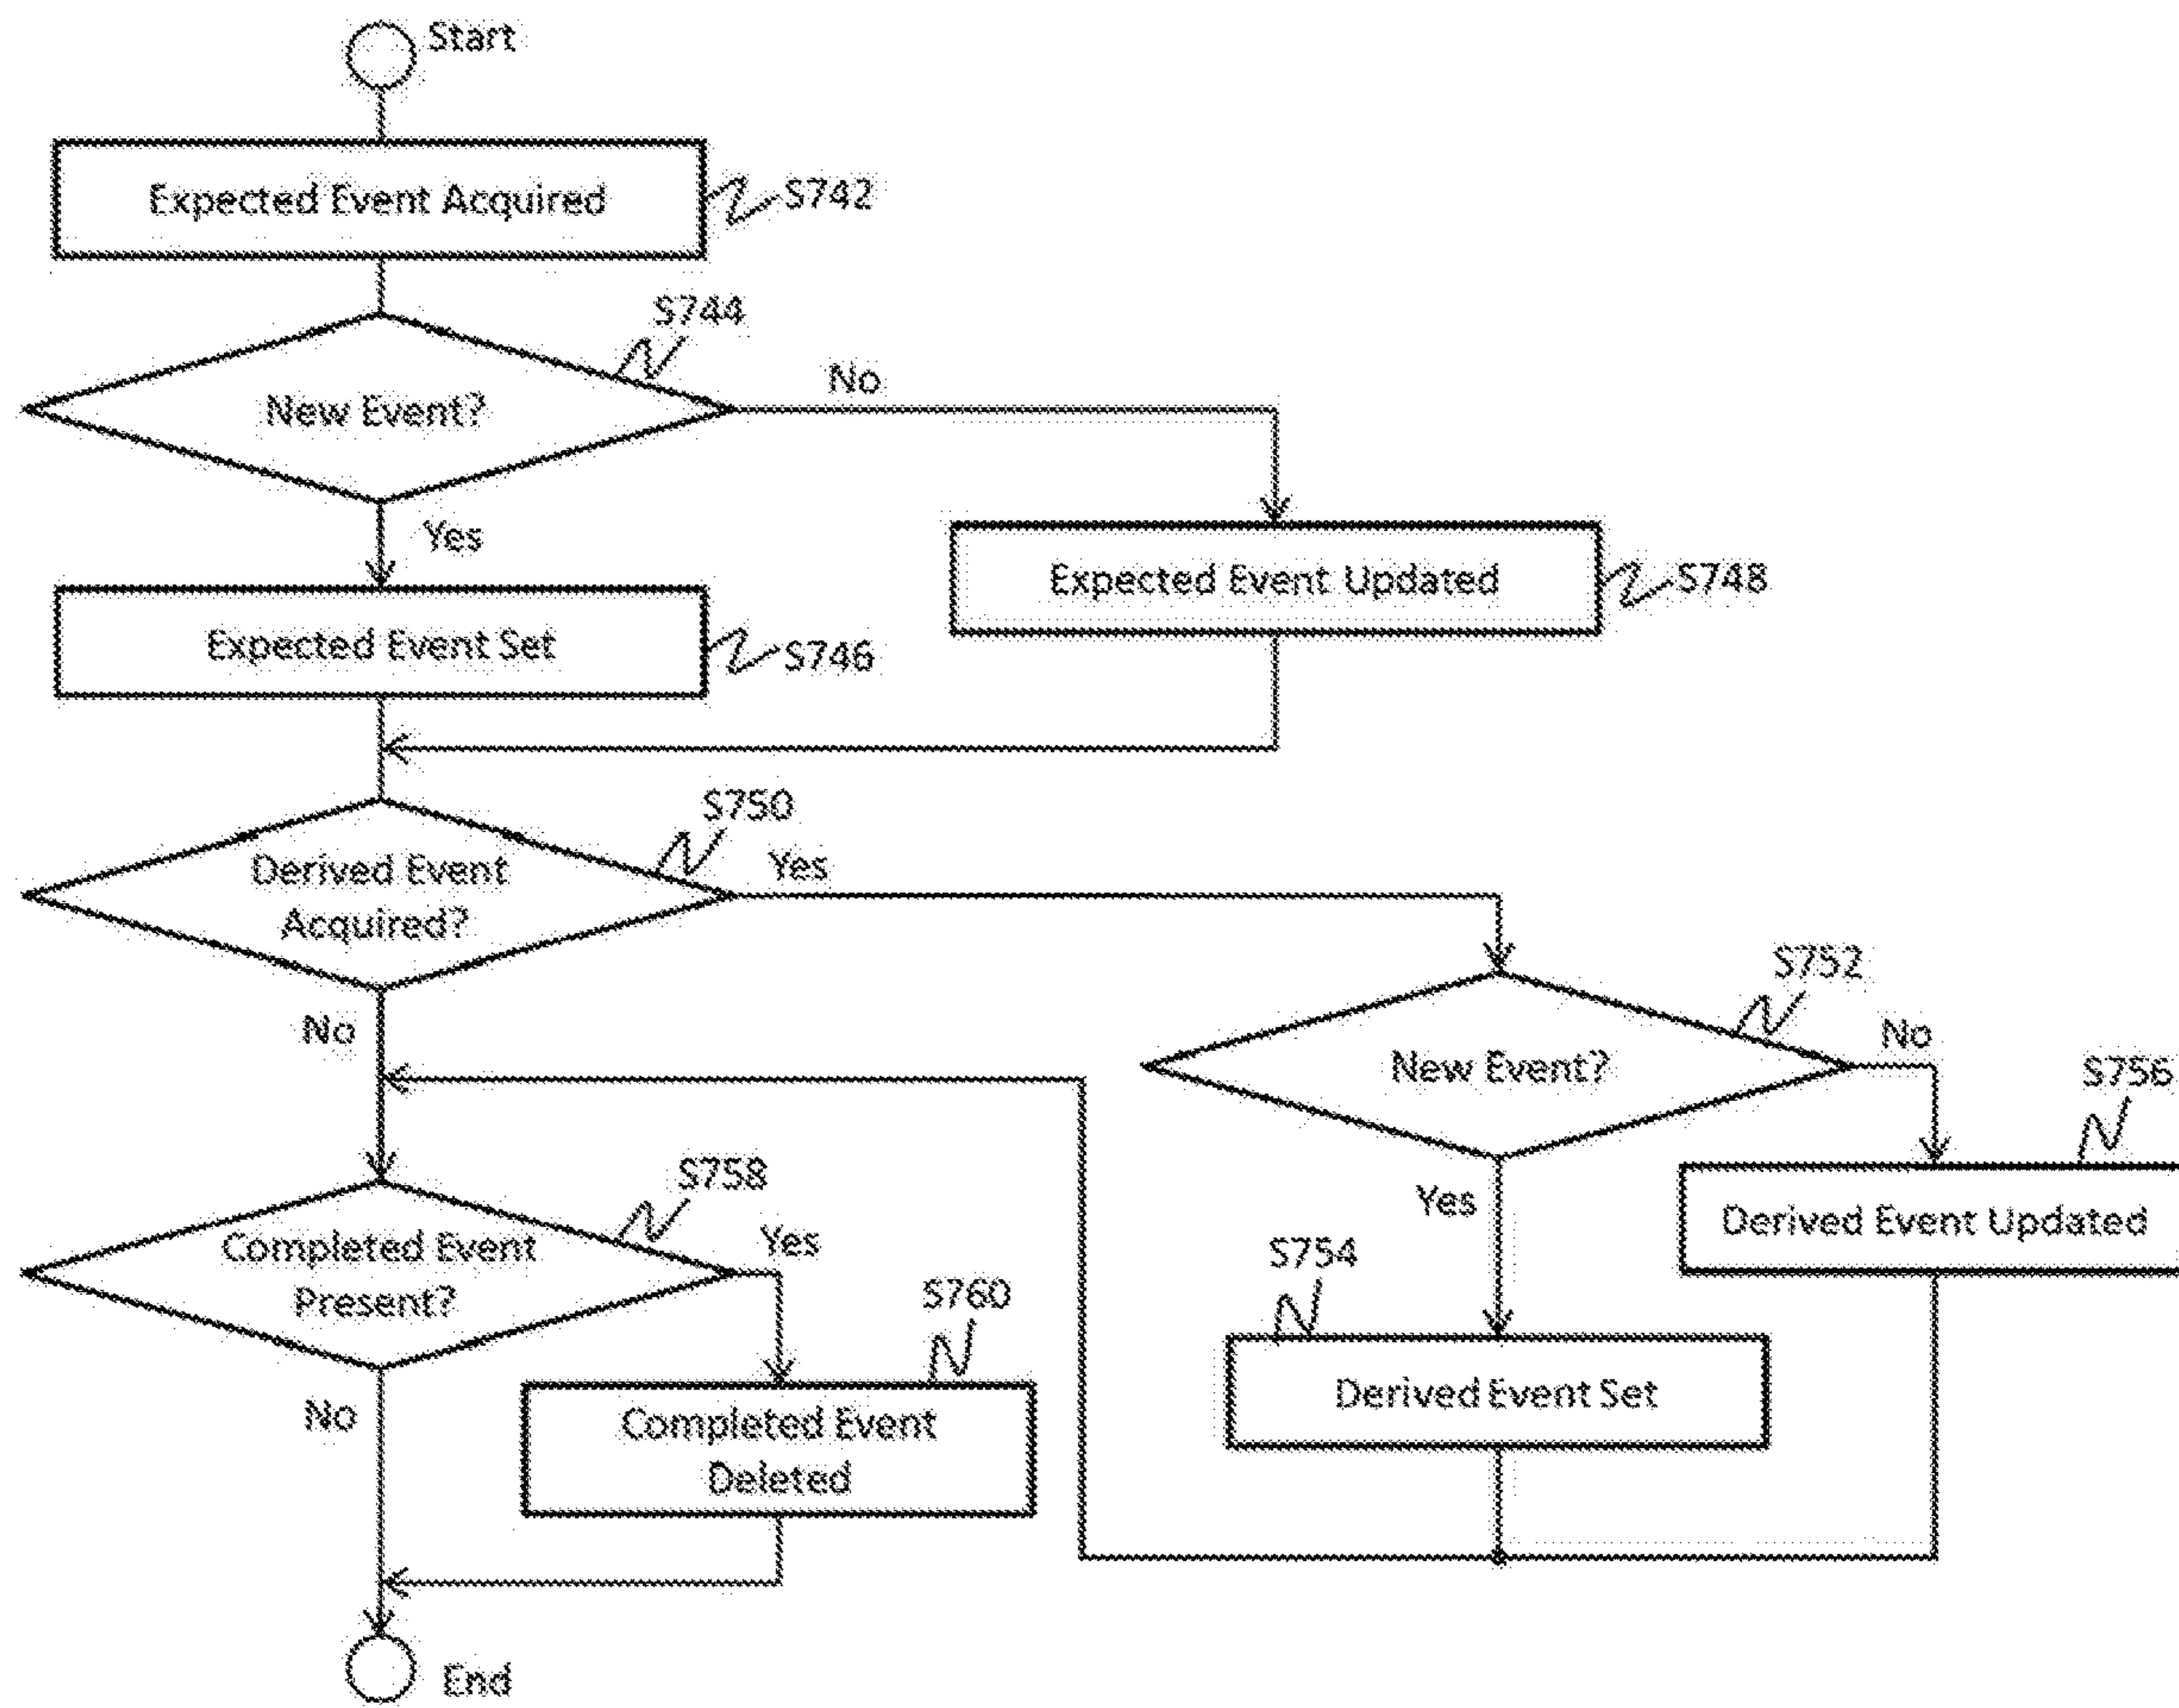 Start
Expected Event Acquired
S742
S744
New Event?
No
Yes
Expected Event Updated
S748
Expected Event Set
S746
S750
Derived Event
Acquired?
Yes
No
S752
New Event?
No
S756
Yes
Derived Event Updated
S754
Derived Event Set
S758
Completed Event
Present?
Yes
S760
No
Completed Event
Deleted
End